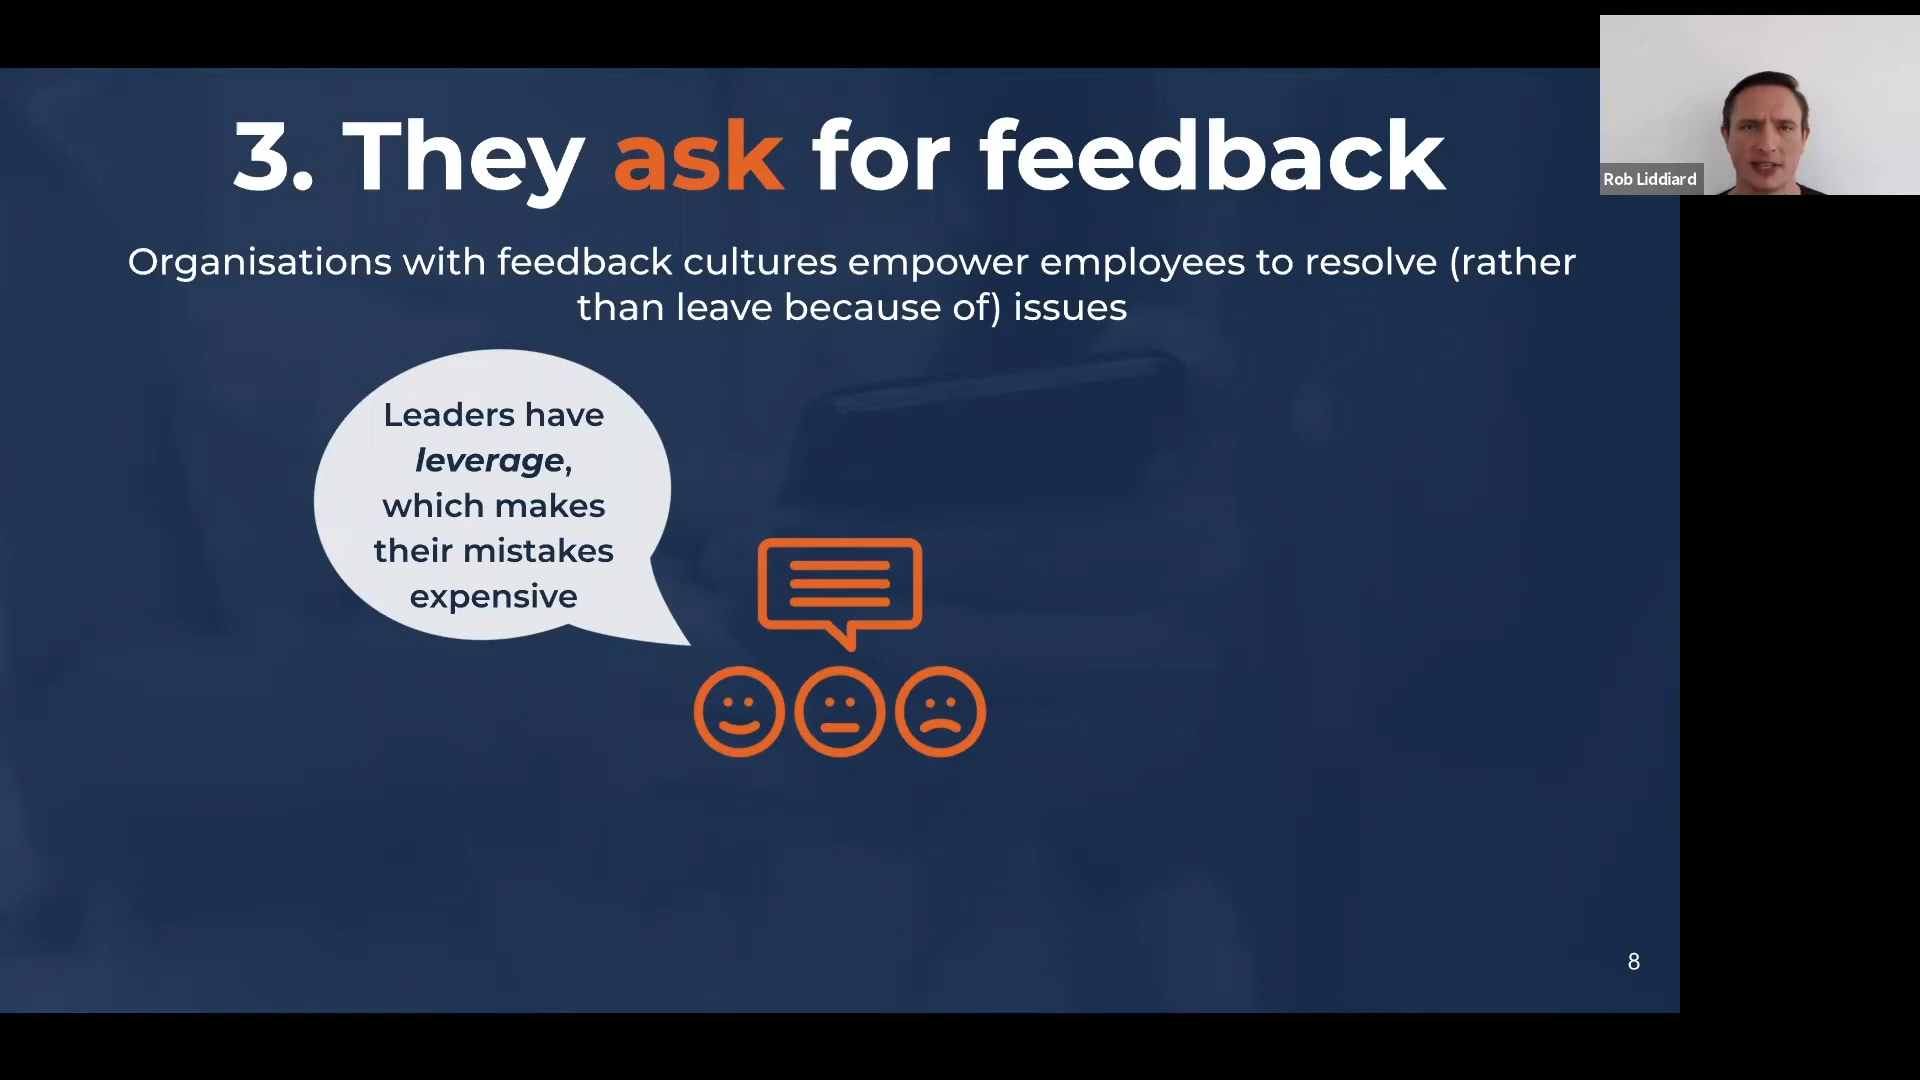 3. They ask for feedback
Organisations with feedback cultures empower employees to resolve (rather
than leave because of) issues
Leaders have
leverage,
which makes
their mistakes
expensive
8
Rob Liddiard